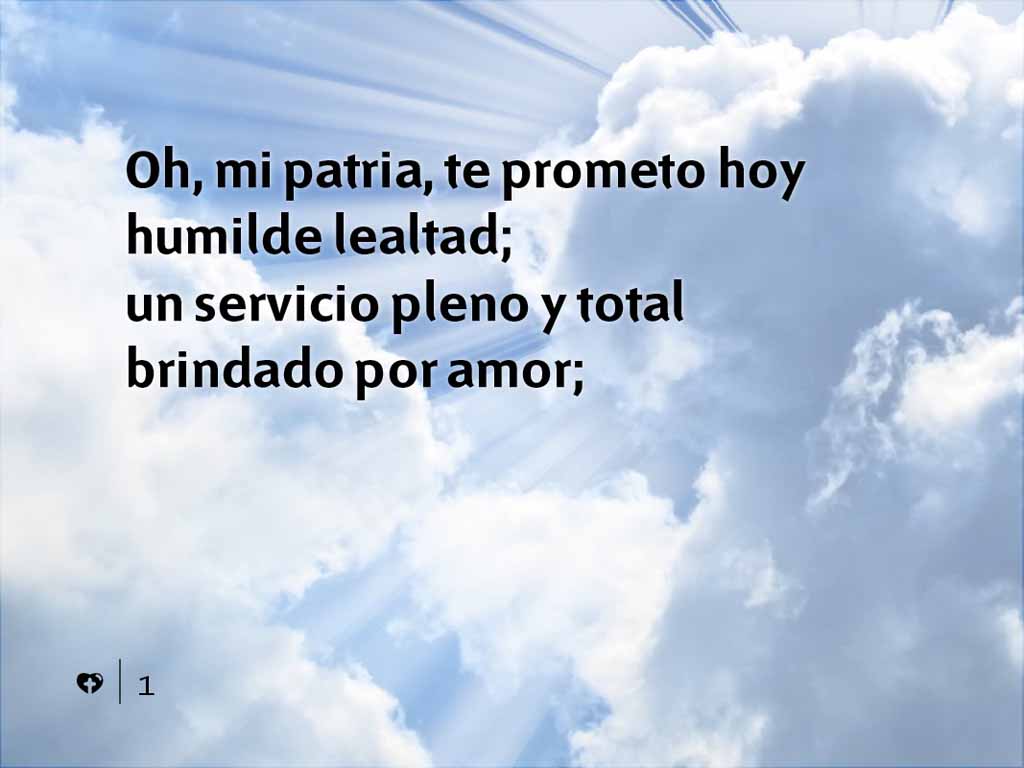 Oh, mi patria, te prometo hoy
humilde lealtad;
un servicio pleno y total
brindado por amor;
1